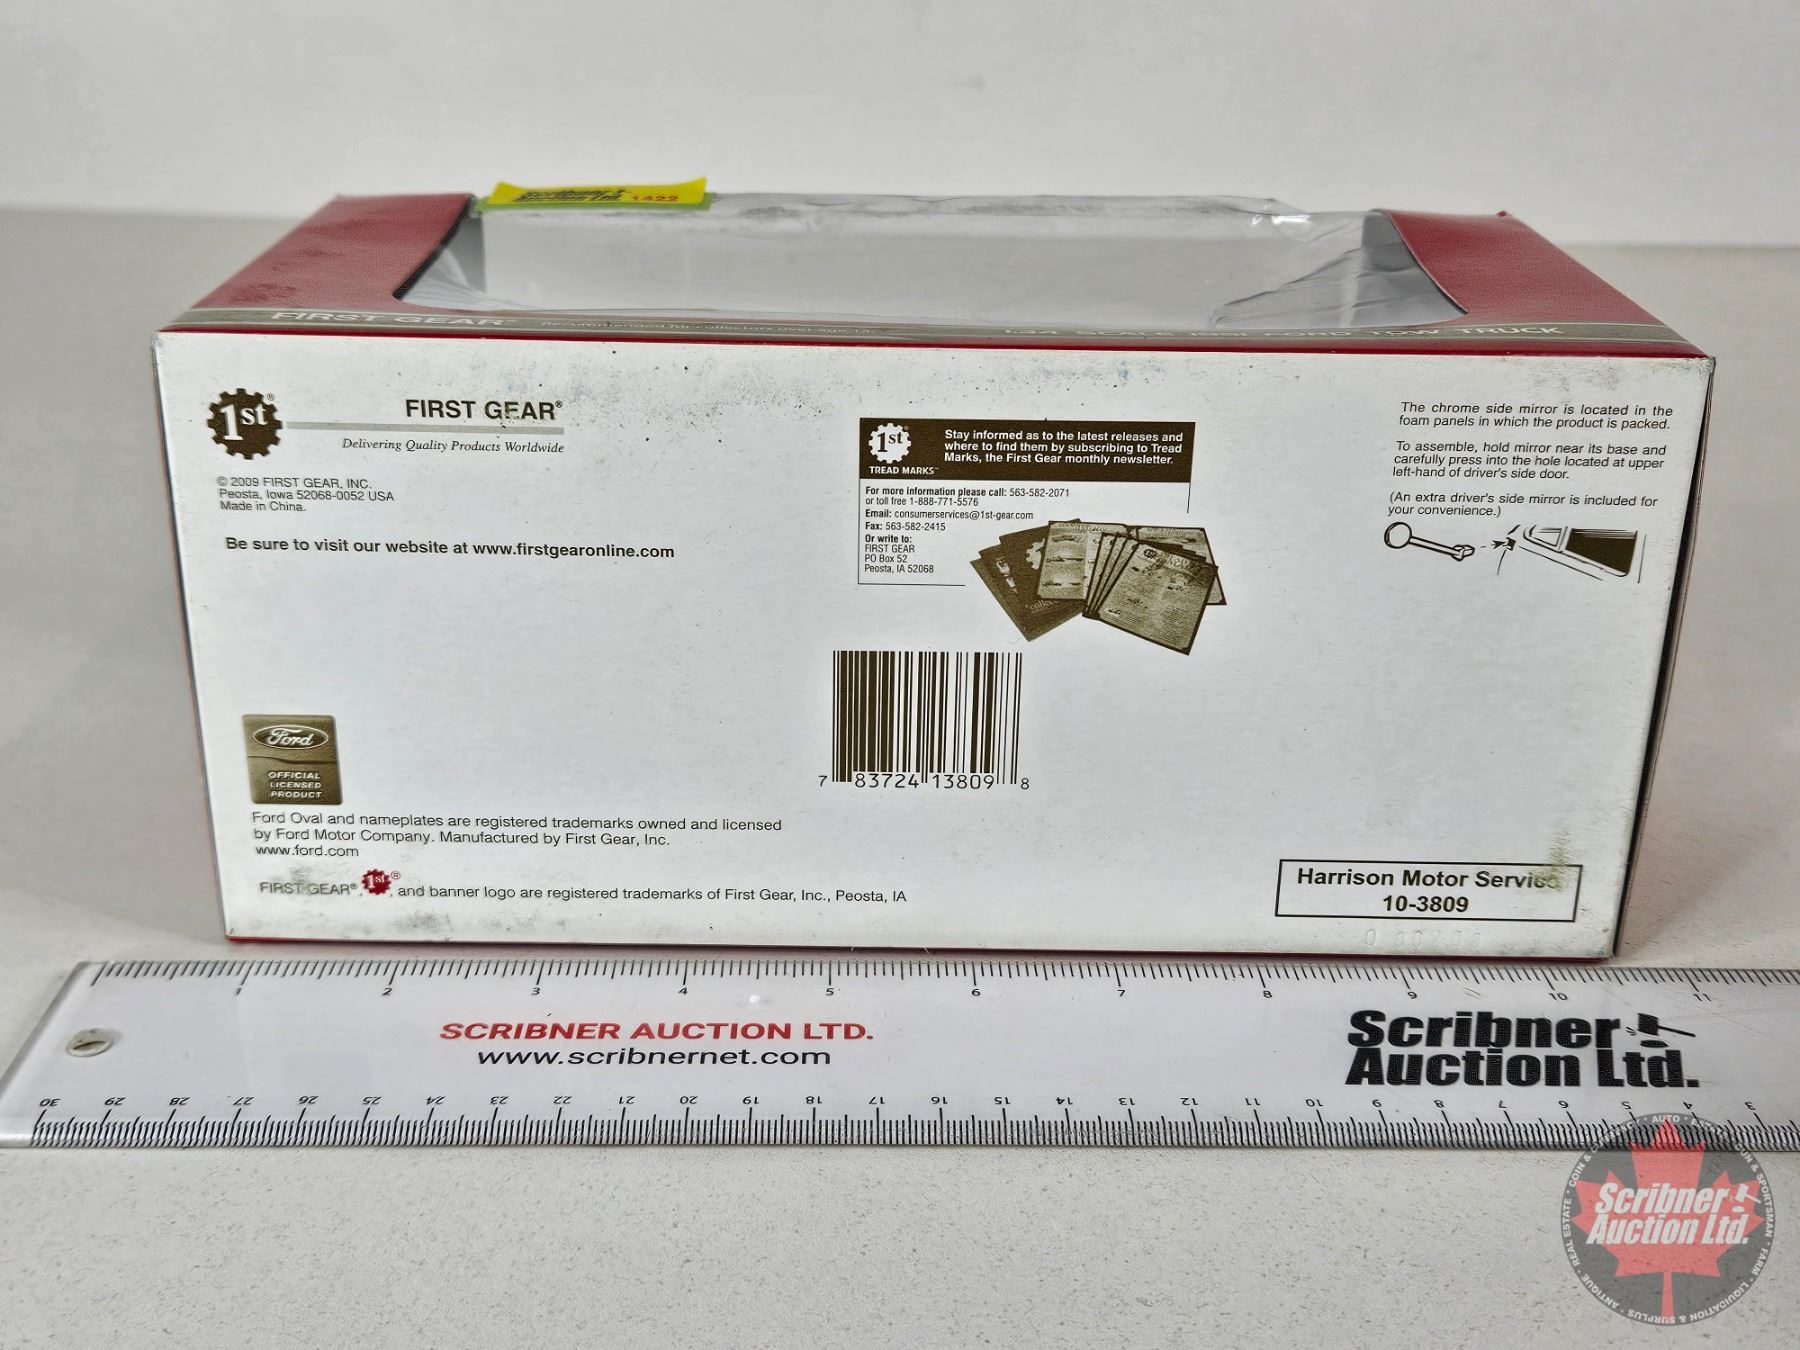 Scribner
Auction Ltd. 1422
FIRST GEAR Recommended for collectors over age 14
1:34 SCALE FORD TOW TRUCK
1st®
FIRST GEAR®
Delivering Quality Products Worldwide
© 2009 FIRST GEAR, INC.
Peosta, Iowa 52068-0052 USA
Made in China.
Be sure to visit our website at www.firstgearonline.com
1st
TREAD MARKS™
Stay informed as to the latest releases and
where to find them by subscribing to Tread
Marks, the First Gear monthly newsletter.
For more information please call: 563-582-2071
or toll free 1-888-771-5576
Email: consumerservices@1st-gear.com
Fax: 563-582-2415
Or write to:
FIRST GEAR
PO Box 52
Peosta, IA 52068
The chrome side mirror is located in the
foam panels in which the product is packed.
To assemble, hold mirror near its base and
carefully press into the hole located at upper
left-hand of driver's side door.
(An extra driver's side mirror is included for
your convenience.)
7 83724 13809 8
Ford
OFFICIAL
LICENSED
PRODUCT
Ford Oval and nameplates are registered trademarks owned and licensed
by Ford Motor Company. Manufactured by First Gear, Inc.
www.ford.com
FIRST GEAR®, 1st®, and banner logo are registered trademarks of First Gear, Inc., Peosta, IA
Harrison Motor Service
10-3809
1 2 3 4 5 6 7 8 9 10 11
SCRIBNER AUCTION LTD.
www.scribnernet.com
Scribner
Auction Ltd.
30 29 28 27 26 25 24 23 22 21 20 19 18 17 16 15 14 13 12 11 10 9 8 7 6 5 4 3
Scribner
Auction Ltd.